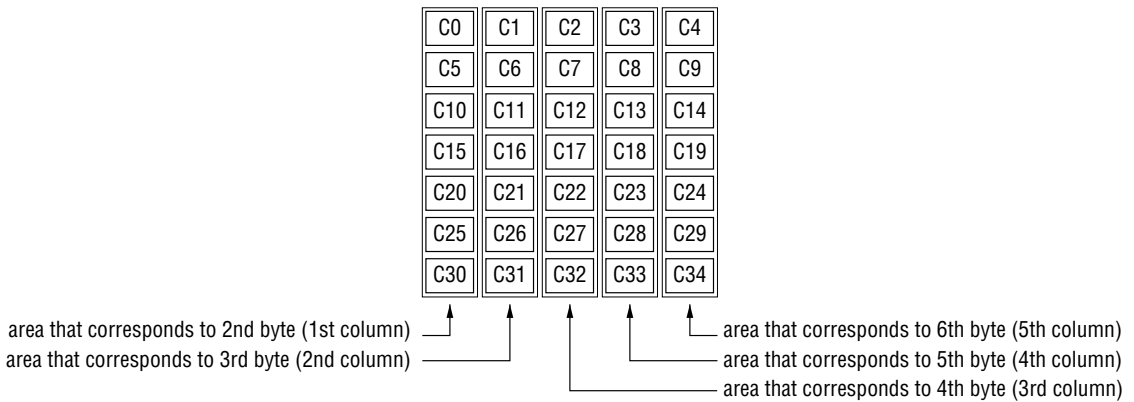 C0 C1 C2 C3 C4
C5 C6 C7 C8 C9
C10 C11 C12 C13 C14
C15 C16 C17 C18 C19
C20 C21 C22 C23 C24
C25 C26 C27 C28 C29
C30 C31 C32 C33 C34
area that corresponds to 2nd byte (1st column)
area that corresponds to 3rd byte (2nd column)
area that corresponds to 6th byte (5th column)
area that corresponds to 5th byte (4th column)
area that corresponds to 4th byte (3rd column)